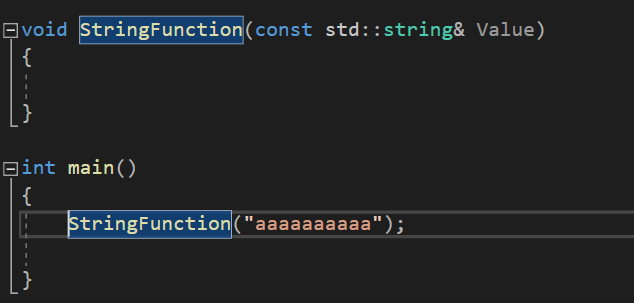 void StringFunction(const std::string& Value)
{
}
int main()
{
StringFunction("aaaaaaaaaa");
}